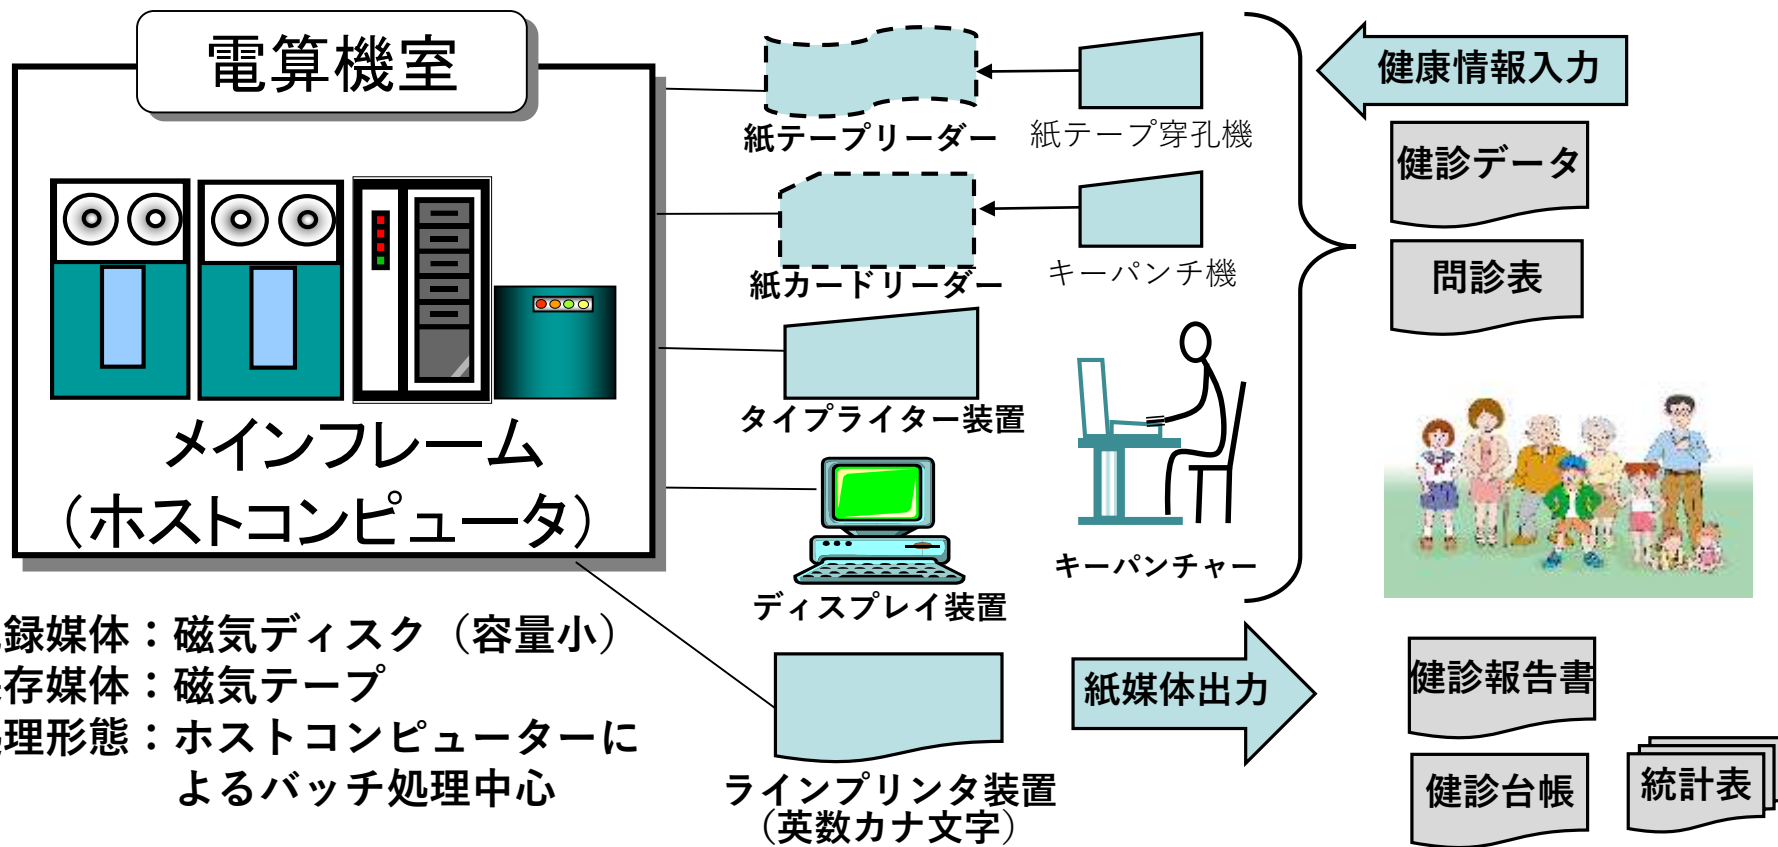 電算機室
メインフレーム
（ホストコンピュータ）
録媒体：磁気ディスク（容量小）
存媒体：磁気テープ
理形態：ホストコンピューターに
よるバッチ処理中心
紙テープリーダー
紙テープ穿孔機
紙カードリーダー
キーパンチ機
タイプライター装置
ディスプレイ装置
キーパンチャー
ラインプリンタ装置
（英数カナ文字）
健康情報入力
健診データ
問診表
紙媒体出力
健診報告書
健診台帳
統計表